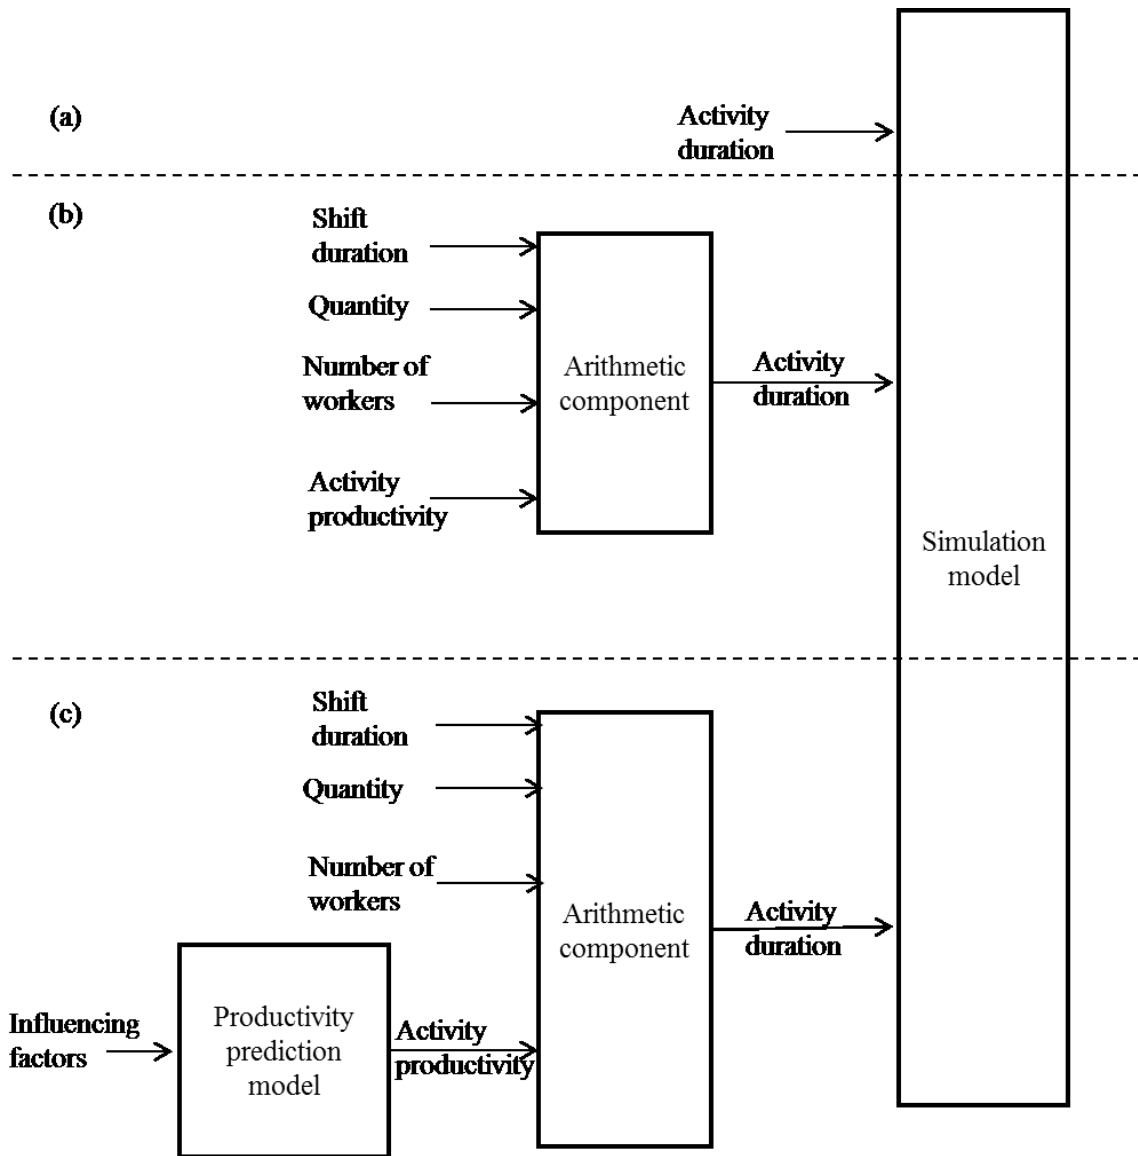 (a)
Activity
duration
(b)
Shift
duration
Quantity
Number of
workers
Activity
productivity
Arithmetic
component
Activity
duration
Simulation
model
(c)
Shift
duration
Quantity
Number of
workers
Arithmetic
component
Activity
duration
Influencing
factors
Productivity
prediction
model
Activity
productivity